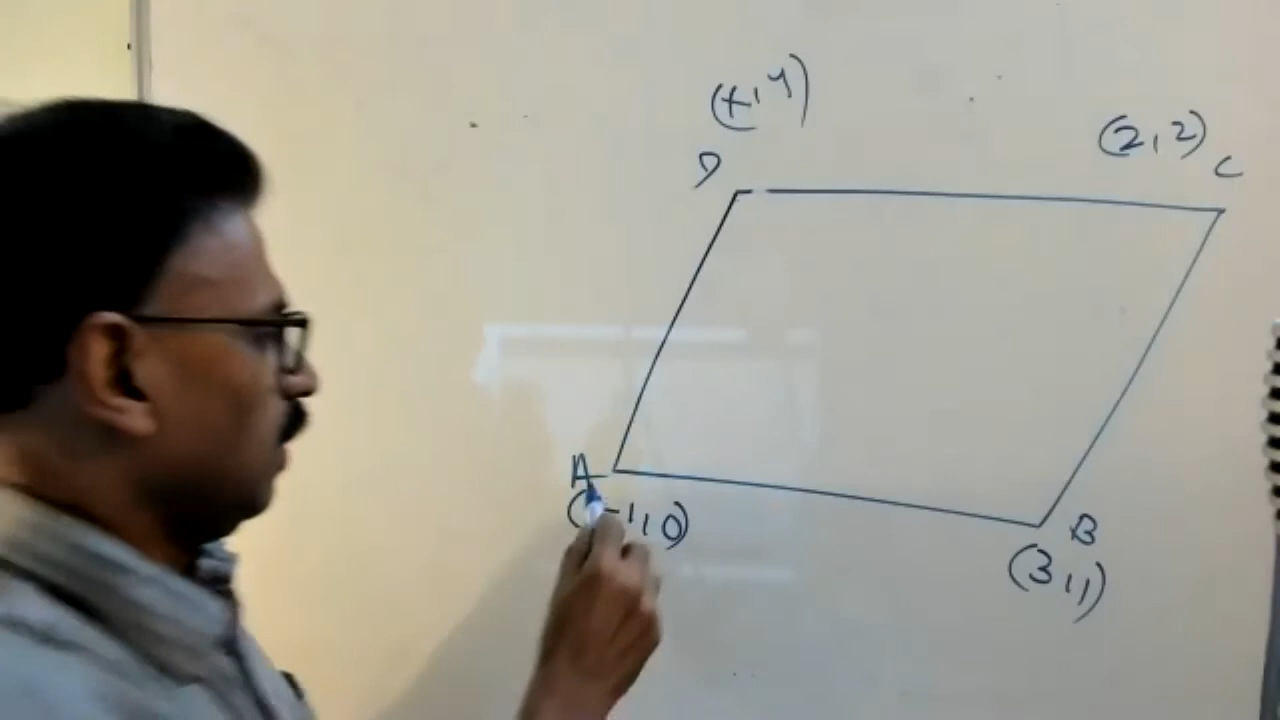 (x,y)
(2,2)
D
C
A
(-1,0)
B
(3,1)